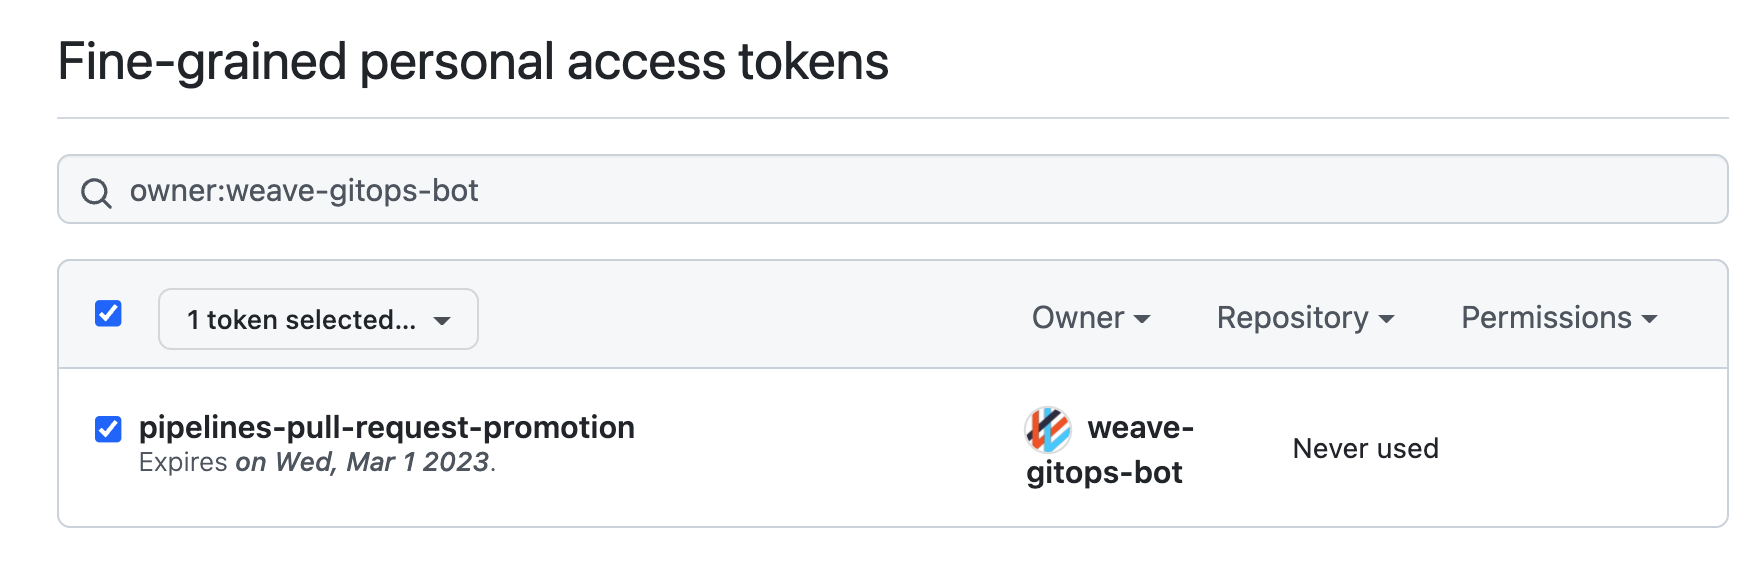 Fine-grained personal access tokens
owner:weave-gitops-bot
1 token selected... Owner Repository Permissions
pipelines-pull-request-promotion
Expires on Wed, Mar 1 2023.
weave-
gitops-bot
Never used